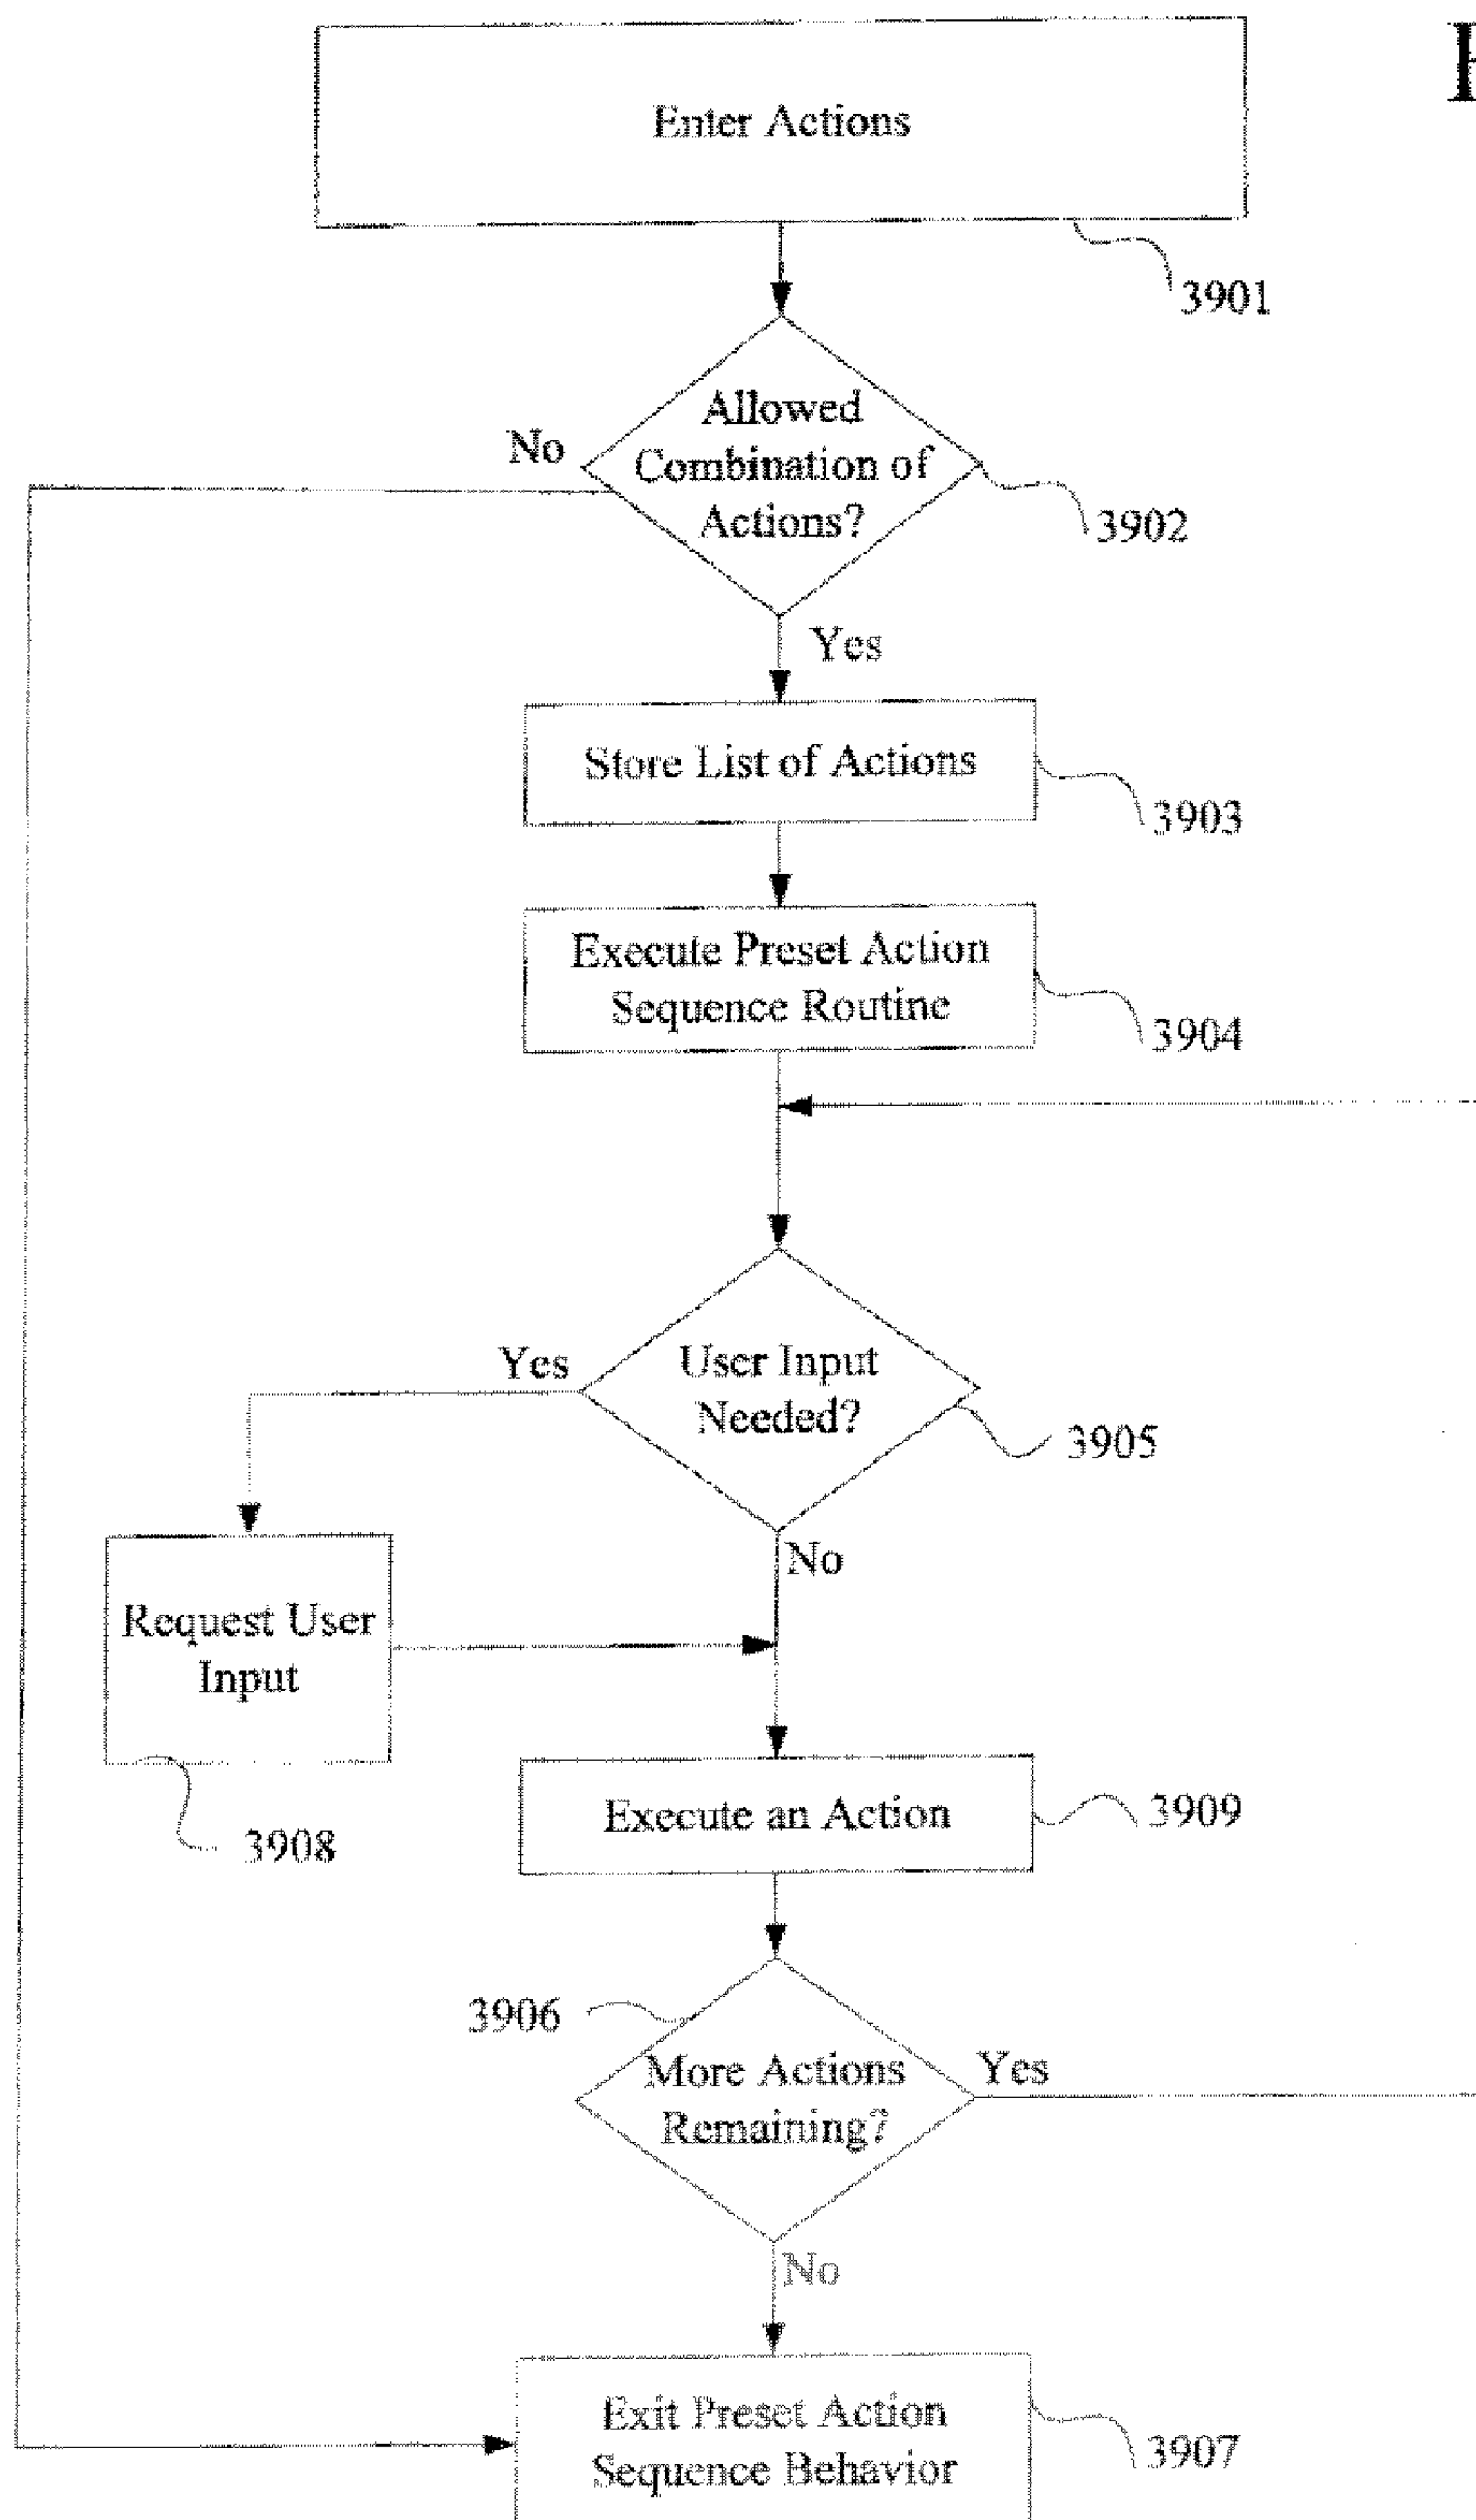 Enter Actions
3901
Allowed
Combination of
Actions?
No
3902
Yes
Store List of Actions
3903
Execute Preset Action
Sequence Routine
3904
Yes
User Input
Needed?
3905
No
Request User
Input
3908
Execute an Action
3909
3906
More Actions
Remaining?
Yes
No
Exit Preset Action
Sequence Behavior
3907